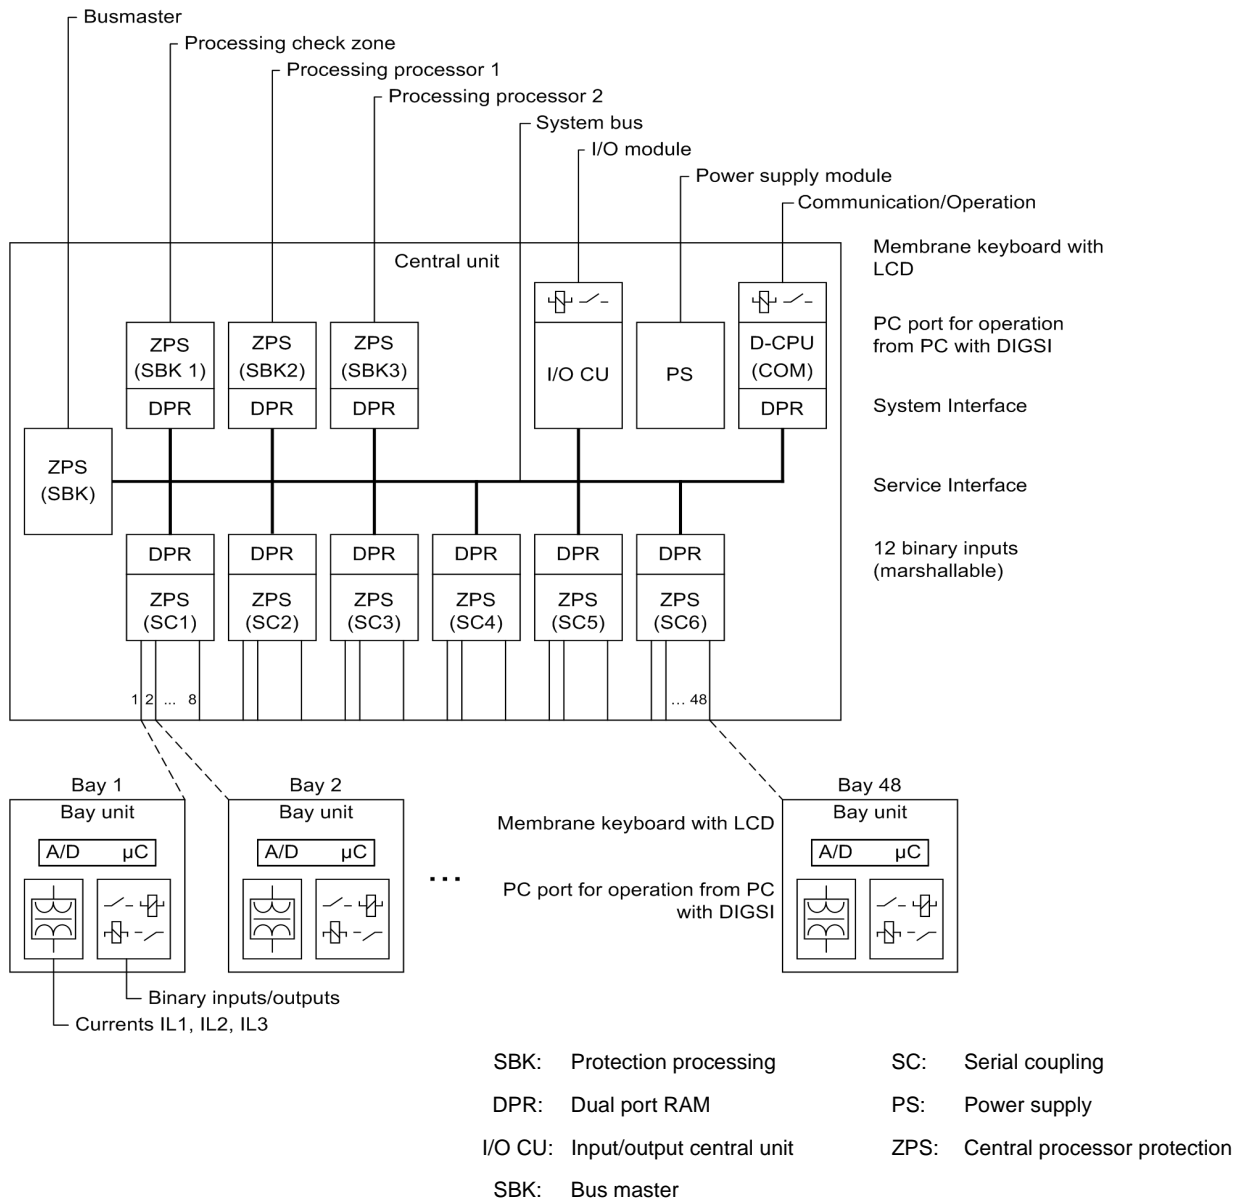 Busmaster
Processing check zone
Processing processor 1
Processing processor 2
System bus
I/O module
Power supply module
Communication/Operation
Central unit
Membrane keyboard with
LCD
PC port for operation
from PC with DIGSI
System Interface
Service Interface
12 binary inputs
(marshallable)
ZPS
(SBK 1)
DPR
ZPS
(SBK2)
DPR
ZPS
(SBK3)
DPR
I/O CU
PS
D-CPU
(COM)
DPR
ZPS
(SBK)
DPR
ZPS
(SC1)
DPR
ZPS
(SC2)
DPR
ZPS
(SC3)
DPR
ZPS
(SC4)
DPR
ZPS
(SC5)
DPR
ZPS
(SC6)
1 2 ... 8
... 48
Bay 1
Bay unit
A/D µC
Bay 2
Bay unit
A/D µC
...
Membrane keyboard with LCD
PC port for operation from PC
with DIGSI
Bay 48
Bay unit
A/D µC
Binary inputs/outputs
Currents IL1, IL2, IL3
SBK: Protection processing
SC: Serial coupling
DPR: Dual port RAM
PS: Power supply
I/O CU: Input/output central unit
ZPS: Central processor protection
SBK: Bus master